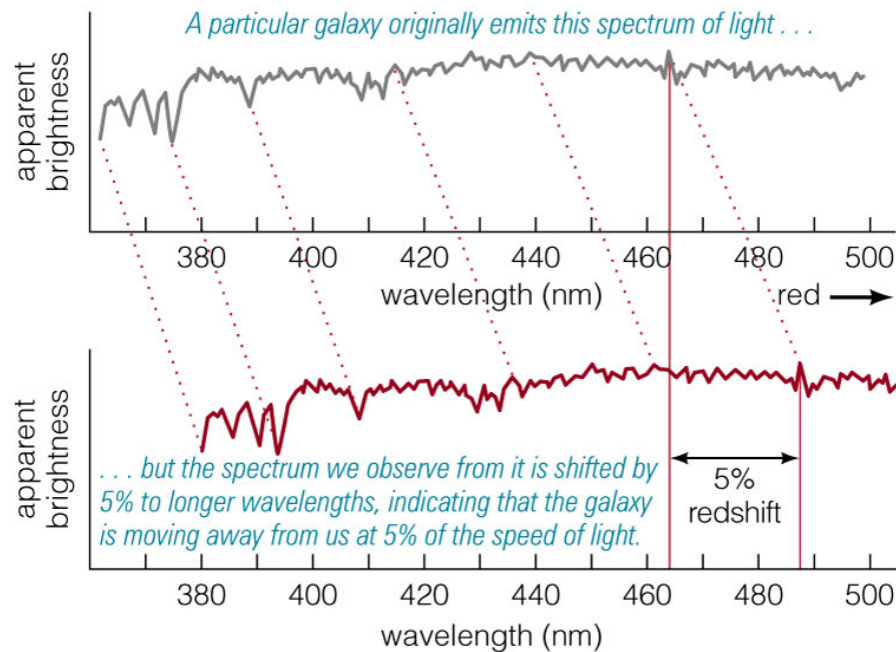 A particular galaxy originally emits this spectrum of light . . .
apparent
brightness
380 400 420 440 460 480 500
wavelength (nm)
red
. . . but the spectrum we observe from it is shifted by
5% to longer wavelengths, indicating that the galaxy
is moving away from us at 5% of the speed of light.
apparent
brightness
5%
redshift
380 400 420 440 460 480 500
wavelength (nm)